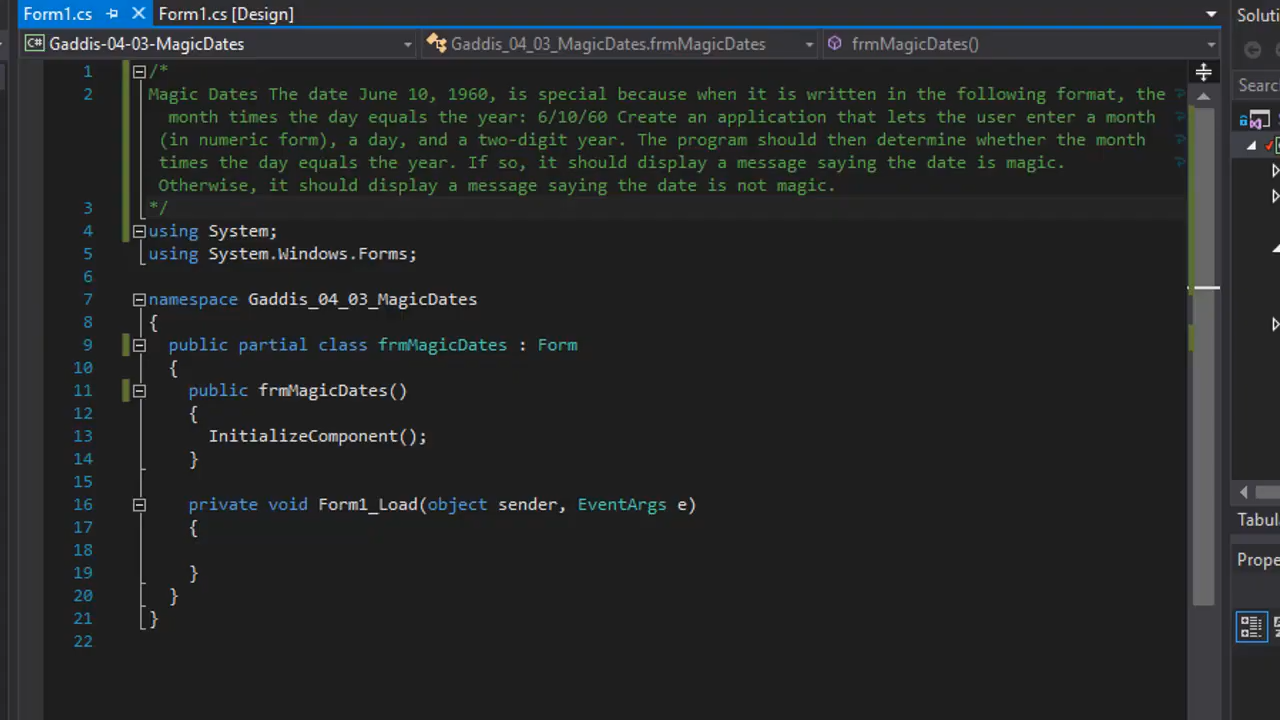 Form1.cs Form1.cs [Design] Solutio
Gaddis-04-03-MagicDates Gaddis_04_03_MagicDates.frmMagicDates frmMagicDates()
1 /*
2 Magic Dates The date June 10, 1960, is special because when it is written in the following format, the
month times the day equals the year: 6/10/60 Create an application that lets the user enter a month
(in numeric form), a day, and a two-digit year. The program should then determine whether the month
times the day equals the year. If so, it should display a message saying the date is magic.
Otherwise, it should display a message saying the date is not magic.
3 */
4 using System;
5 using System.Windows.Forms;
6
7 namespace Gaddis_04_03_MagicDates
8 {
9 public partial class frmMagicDates : Form
10 {
11 public frmMagicDates()
12 {
13 InitializeComponent();
14 }
15
16 private void Form1_Load(object sender, EventArgs e)
17 {
18
19 }
20 }
21 }
22
Searc
Tabula
Prope